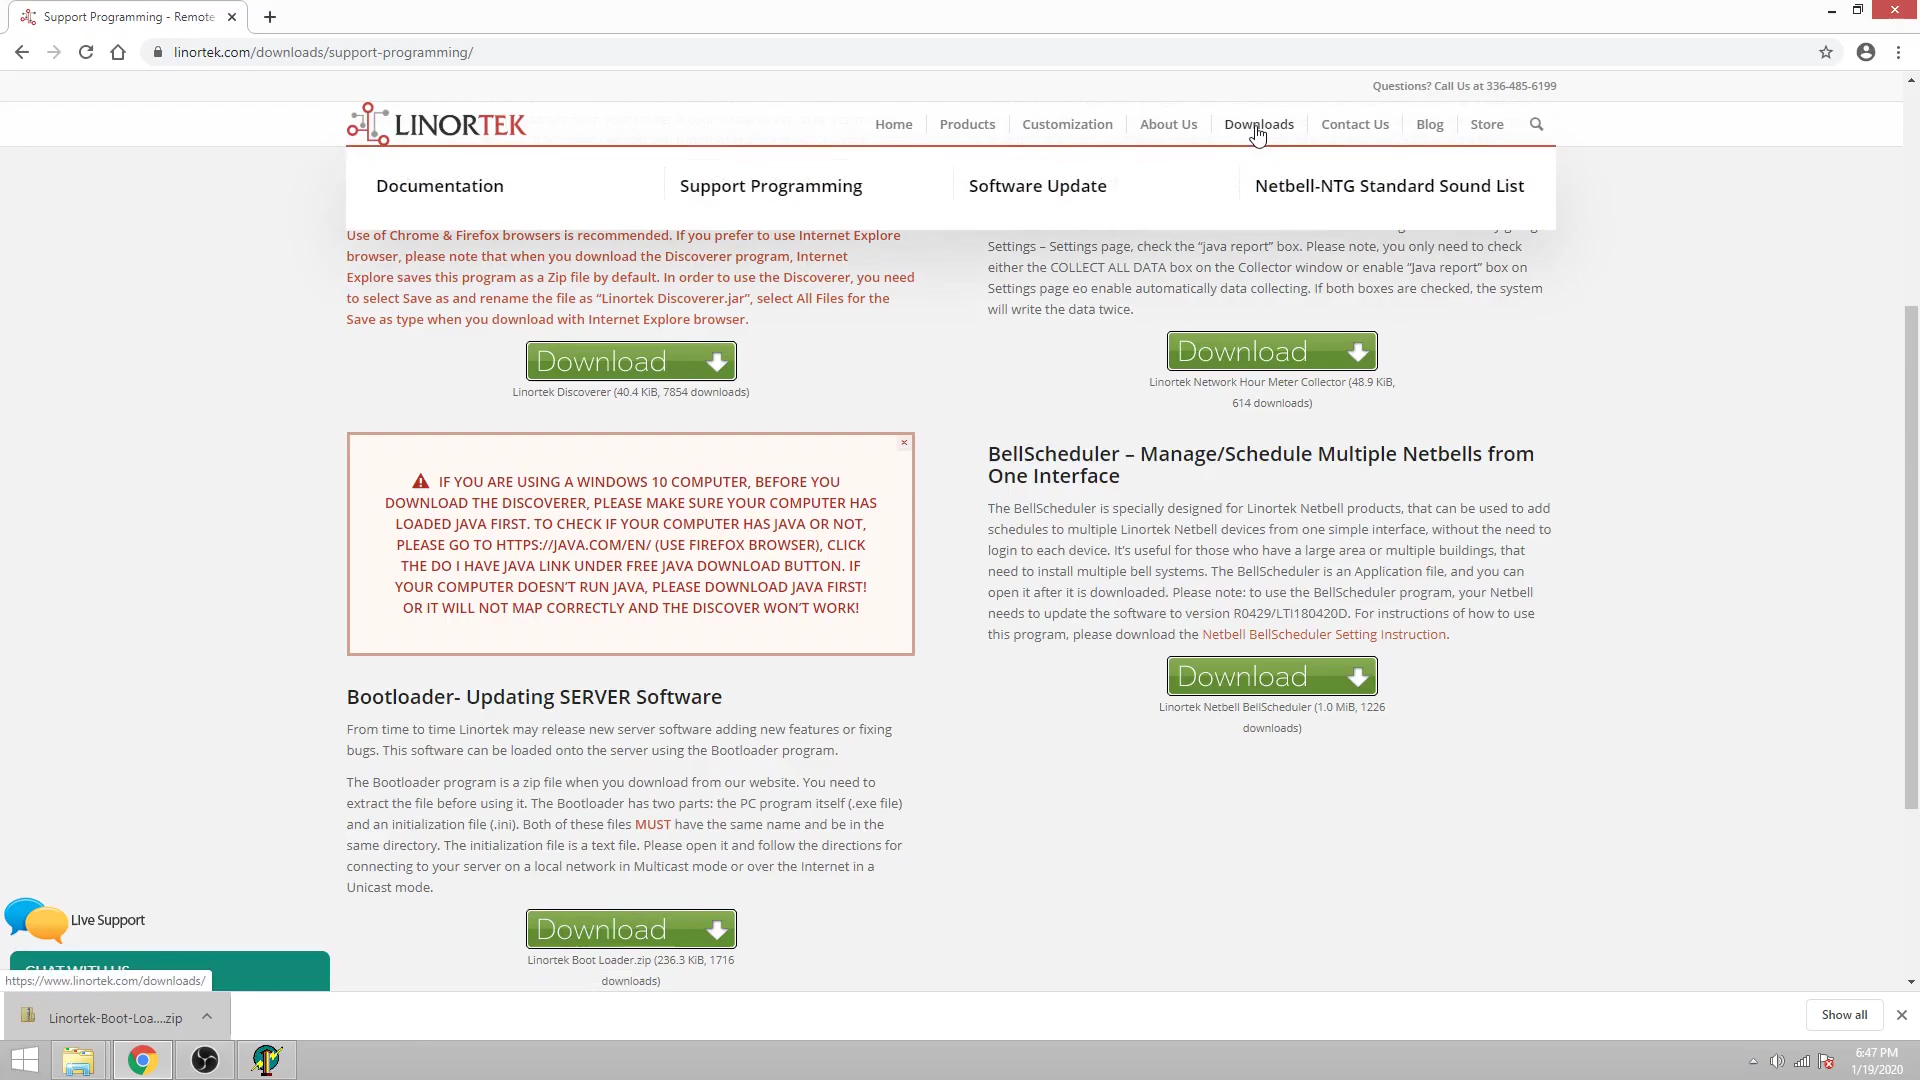 Support Programming - Remote
linortek.com/downloads/support-programming/
Questions? Call Us at 336-485-6199
LINORTEK
Home
Products
Customization
About Us
Downloads
Contact Us
Blog
Store
Documentation
Support Programming
Software Update
Netbell-NTG Standard Sound List
Use of Chrome & Firefox browsers is recommended. If you prefer to use Internet Explore
browser, please note that when you download the Discoverer program, Internet
Explore saves this program as a Zip file by default. In order to use the Discoverer, you need
to select Save as and rename the file as “Linortek Discoverer.jar”, select All Files for the
Save as type when you download with Internet Explore browser.
Download
Linortek Discoverer (40.4 KiB, 7854 downloads)
IF YOU ARE USING A WINDOWS 10 COMPUTER, BEFORE YOU
DOWNLOAD THE DISCOVERER, PLEASE MAKE SURE YOUR COMPUTER HAS
LOADED JAVA FIRST. TO CHECK IF YOUR COMPUTER HAS JAVA OR NOT,
PLEASE GO TO HTTPS://JAVA.COM/EN/ (USE FIREFOX BROWSER), CLICK
THE DO I HAVE JAVA LINK UNDER FREE JAVA DOWNLOAD BUTTON. IF
YOUR COMPUTER DOESN’T RUN JAVA, PLEASE DOWNLOAD JAVA FIRST!
OR IT WILL NOT MAP CORRECTLY AND THE DISCOVER WON’T WORK!
Bootloader- Updating SERVER Software
From time to time Linortek may release new server software adding new features or fixing
bugs. This software can be loaded onto the server using the Bootloader program.
The Bootloader program is a zip file when you download from our website. You need to
extract the file before using it. The Bootloader has two parts: the PC program itself (.exe file)
and an initialization file (.ini). Both of these files MUST have the same name and be in the
same directory. The initialization file is a text file. Please open it and follow the directions for
connecting to your server on a local network in Multicast mode or over the Internet in a
Unicast mode.
Download
Linortek Boot Loader.zip (236.3 KiB, 1716
downloads)
Settings – Settings page, check the “java report” box. Please note, you only need to check
either the COLLECT ALL DATA box on the Collector window or enable “Java report” box on
Settings page eo enable automatically data collecting. If both boxes are checked, the system
will write the data twice.
Download
Linortek Network Hour Meter Collector (48.9 KiB,
614 downloads)
BellScheduler – Manage/Schedule Multiple Netbells from
One Interface
The BellScheduler is specially designed for Linortek Netbell products, that can be used to add
schedules to multiple Linortek Netbell devices from one simple interface, without the need to
login to each device. It’s useful for those who have a large area or multiple buildings, that
need to install multiple bell systems. The BellScheduler is an Application file, and you can
open it after it is downloaded. Please note: to use the BellScheduler program, your Netbell
needs to update the software to version R0429/LTI180420D. For instructions of how to use
this program, please download the Netbell BellScheduler Setting Instruction.
Download
Linortek Netbell BellScheduler (1.0 MiB, 1226
downloads)
Live Support
CHAT WITH US
https://www.linortek.com/downloads/
Linortek-Boot-Loa....zip
Show all
6:47 PM
1/19/2020